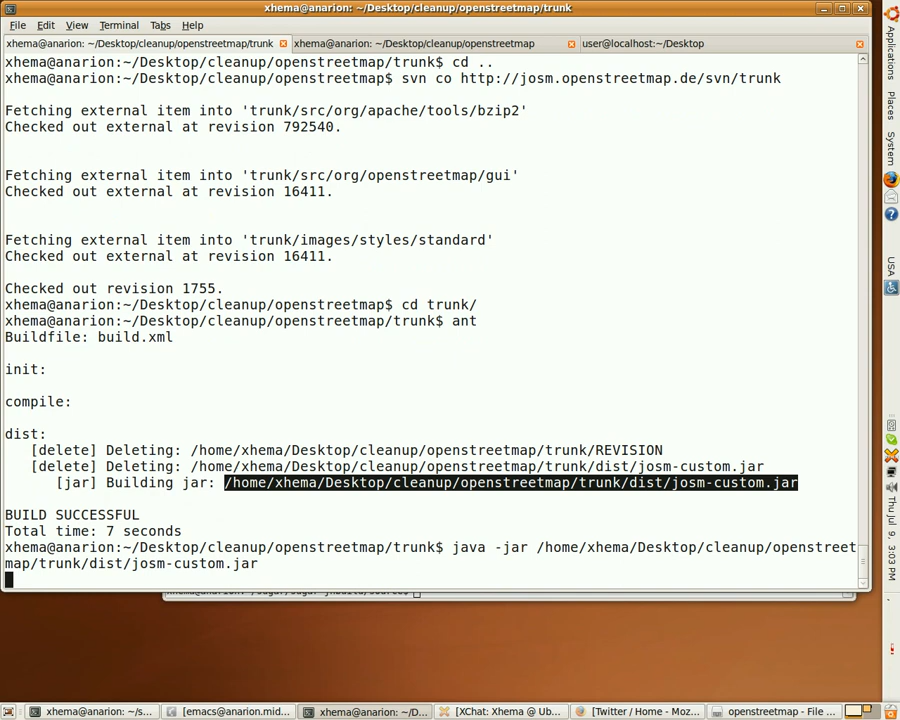 xhema@anarion: ~/Desktop/cleanup/openstreetmap/trunk
File Edit View Terminal Tabs Help
xhema@anarion: ~/Desktop/cleanup/openstreetmap/trunk
xhema@anarion: ~/Desktop/cleanup/openstreetmap
user@localhost:~/Desktop
xhema@anarion:~/Desktop/cleanup/openstreetmap/trunk$ cd ..
xhema@anarion:~/Desktop/cleanup/openstreetmap$ svn co http://josm.openstreetmap.de/svn/trunk
Fetching external item into 'trunk/src/org/apache/tools/bzip2'
Checked out external at revision 792540.
Fetching external item into 'trunk/src/org/openstreetmap/gui'
Checked out external at revision 16411.
Fetching external item into 'trunk/images/styles/standard'
Checked out external at revision 16411.
Checked out revision 1755.
xhema@anarion:~/Desktop/cleanup/openstreetmap$ cd trunk/
xhema@anarion:~/Desktop/cleanup/openstreetmap/trunk$ ant
Buildfile: build.xml
init:
compile:
dist:
[delete] Deleting: /home/xhema/Desktop/cleanup/openstreetmap/trunk/REVISION
[delete] Deleting: /home/xhema/Desktop/cleanup/openstreetmap/trunk/dist/josm-custom.jar
[jar] Building jar: /home/xhema/Desktop/cleanup/openstreetmap/trunk/dist/josm-custom.jar
BUILD SUCCESSFUL
Total time: 7 seconds
xhema@anarion:~/Desktop/cleanup/openstreetmap/trunk$ java -jar /home/xhema/Desktop/cleanup/openstreet
map/trunk/dist/josm-custom.jar
Applications
Places
System
USA
Thu Jul 9, 3:03 PM
xhema@anarion: ~/s...
[emacs@anarion.mid...
xhema@anarion: ~/D...
[XChat: Xhema @ Ub...
[Twitter / Home - Moz...
openstreetmap - File ...